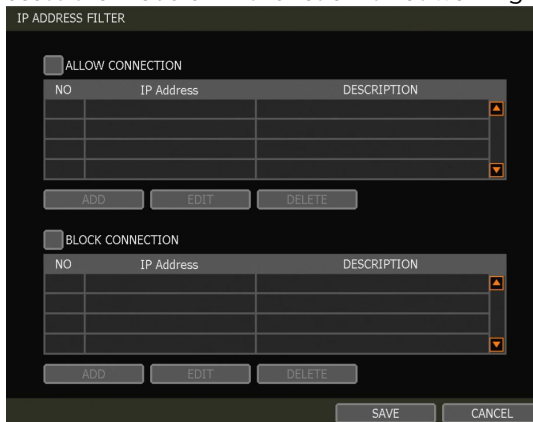 IP ADDRESS FILTER
ALLOW CONNECTION
NO IP Address DESCRIPTION
ADD EDIT DELETE
BLOCK CONNECTION
NO IP Address DESCRIPTION
ADD EDIT DELETE
SAVE CANCEL